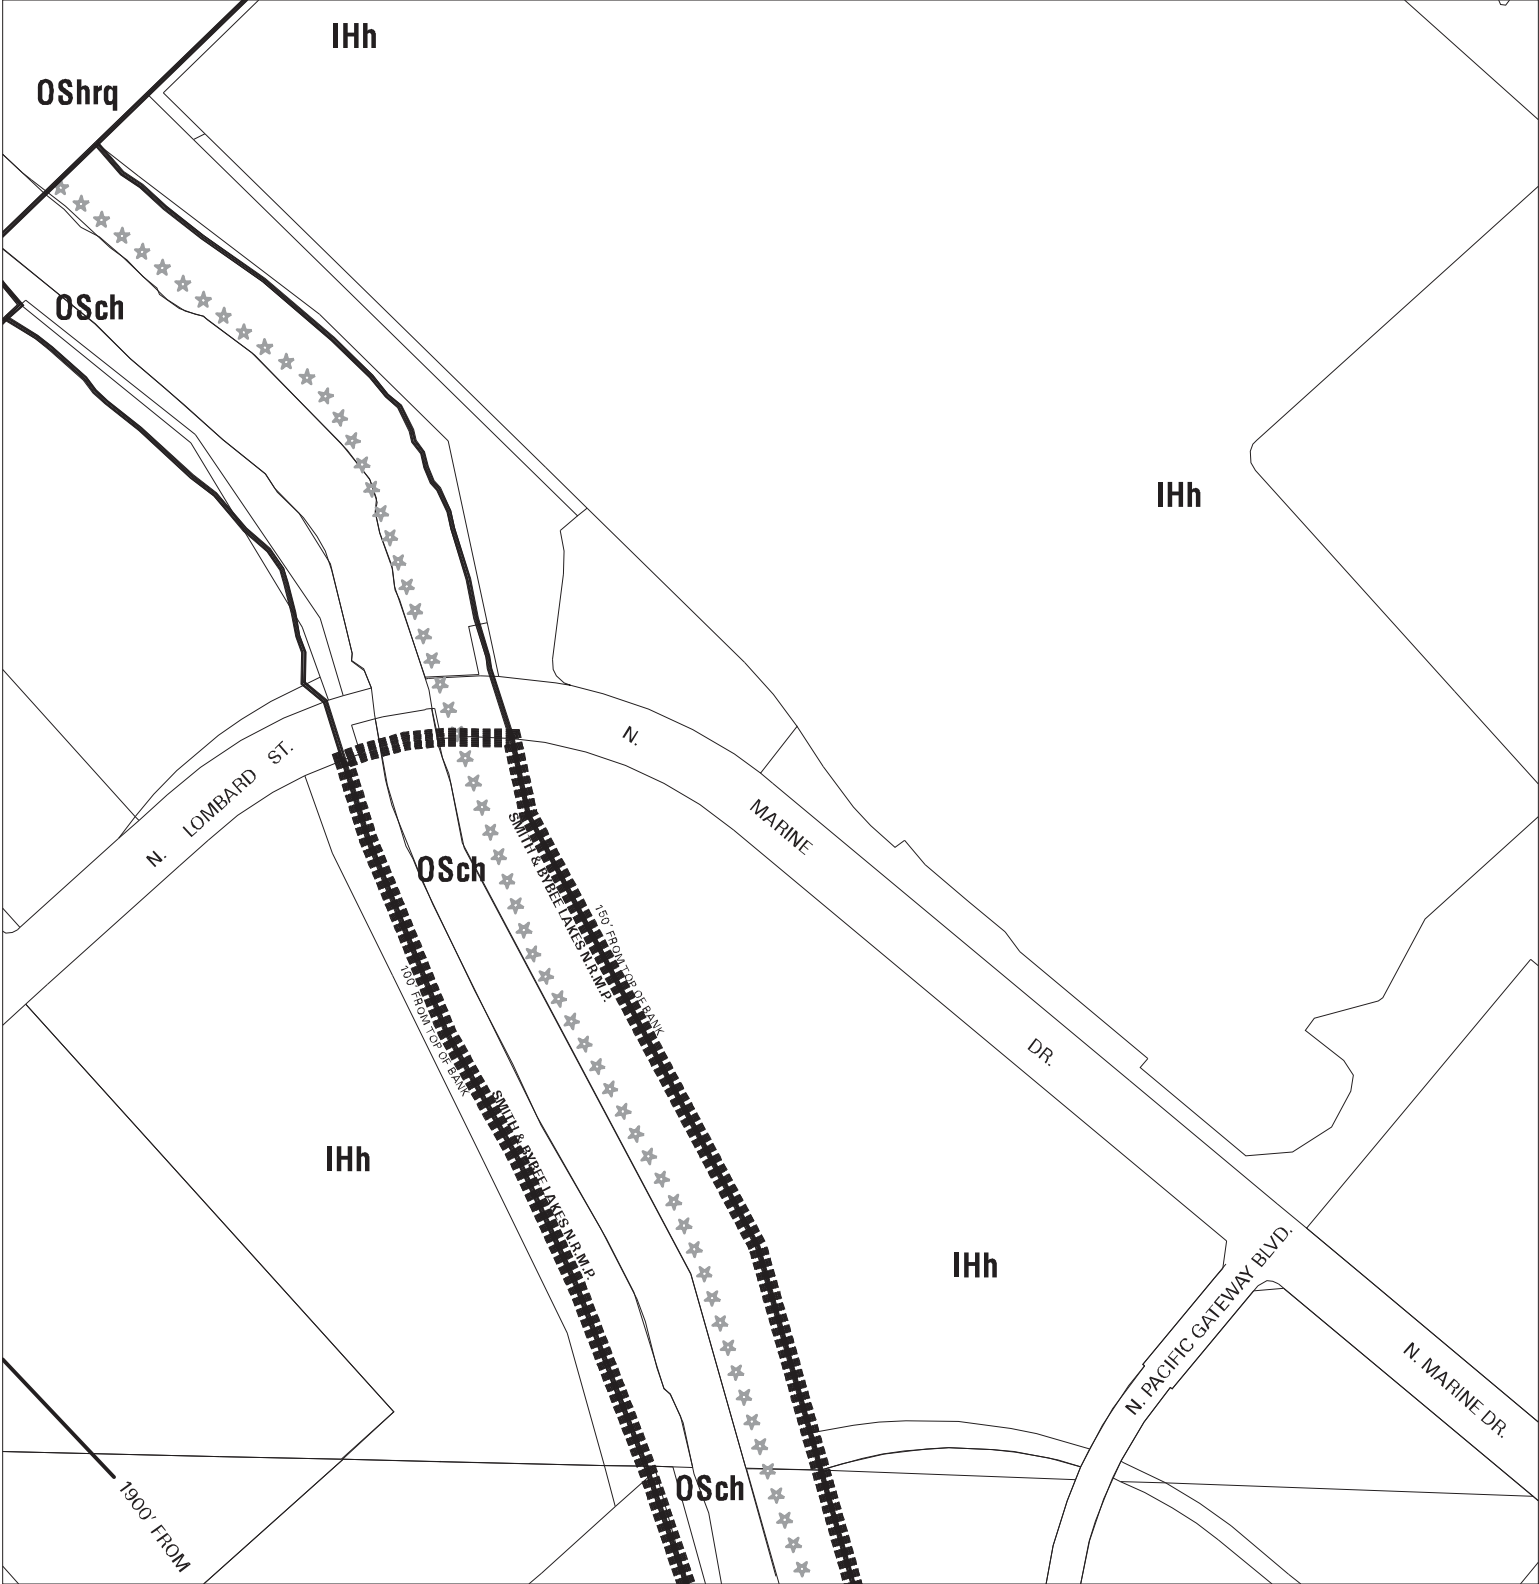 IHh
OShrq
OSch
IHh
N. LOMBARD ST.
N. MARINE DR.
OSch
SMITH & BYBEE LAKES N.R.M.P.
150' FROM TOP OF BANK
100' FROM TOP OF BANK
SMITH & BYBEE LAKES N.R.M.P.
IHh
IHh
N. PACIFIC GATEWAY BLVD.
N. MARINE DR.
OSch
1900' FROM